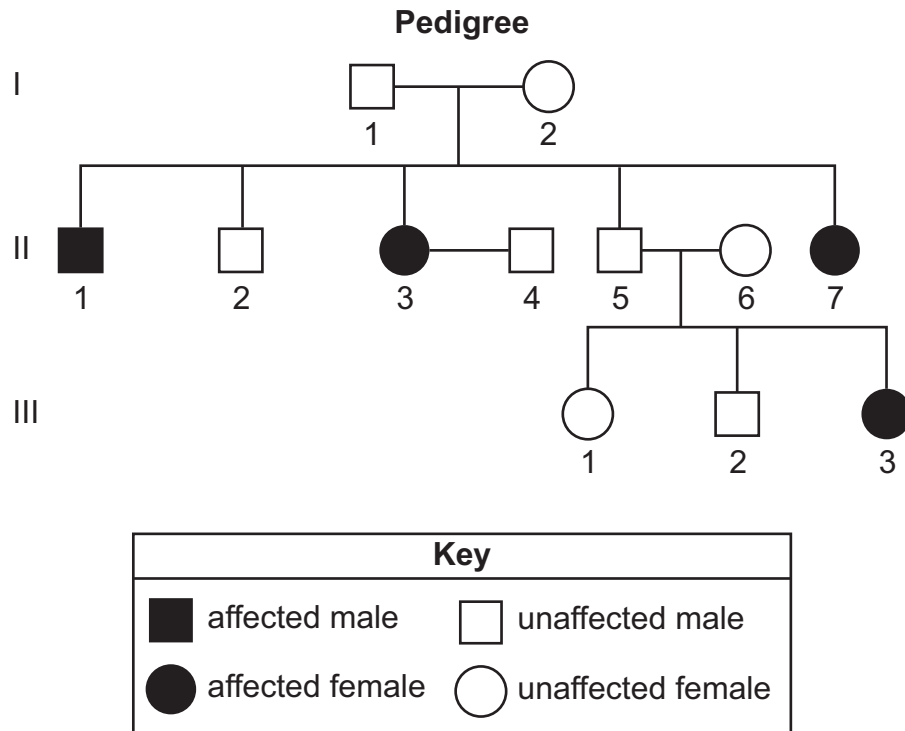 Pedigree
I
1 2
II
1 2 3 4 5 6 7
III
1 2 3
Key
affected male unaffected male
affected female unaffected female